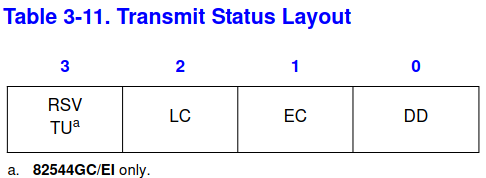 Table 3-11. Transmit Status Layout
3 2 1 0
RSV
TUa LC EC DD
a. 82544GC/EI only.